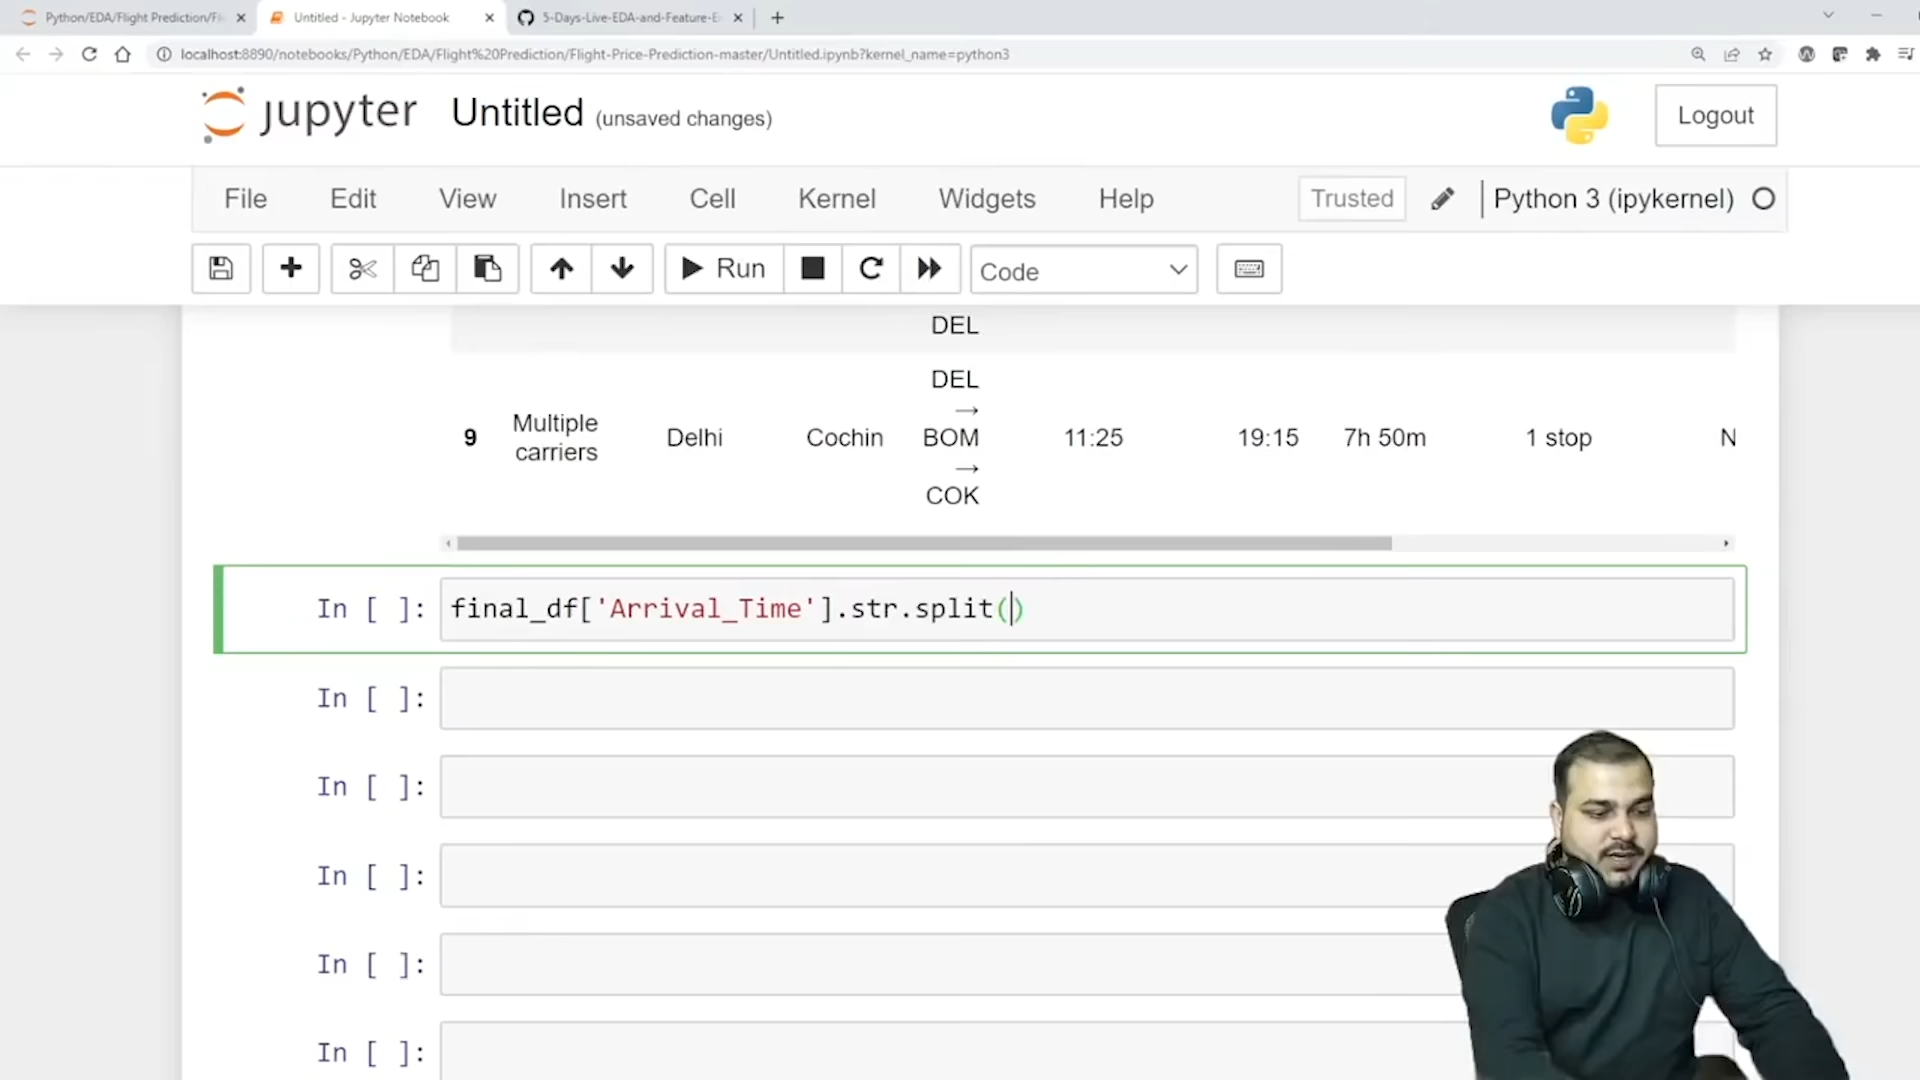 Python/EDA/Flight Prediction/Fl
Untitled - Jupyter Notebook
5-Days-Live-EDA-and-Feature-E
localhost:8890/notebooks/Python/EDA/Flight%20Prediction/Flight-Price-Prediction-master/Untitled.ipynb?kernel_name=python3
jupyter Untitled (unsaved changes)
Logout
File Edit View Insert Cell Kernel Widgets Help Trusted Python 3 (ipykernel)
Run Code
DEL
DEL
→
9 Multiple carriers Delhi Cochin BOM 11:25 19:15 7h 50m 1 stop N
→
COK
In [ ]: final_df['Arrival_Time'].str.split()
In [ ]:
In [ ]:
In [ ]:
In [ ]:
In [ ]: